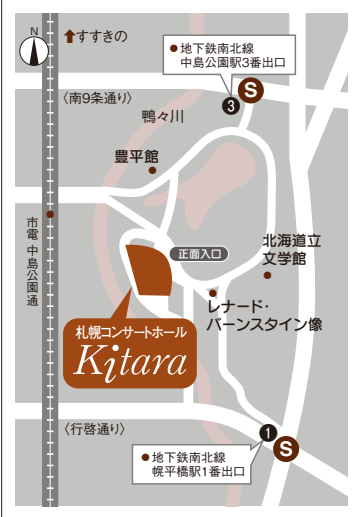 N
すすきの
●地下鉄南北線
中島公園駅3番出口
S
3
〈南9条通り〉
鴨々川
豊平館
正面入口
北海道立
文学館
市電 中島公園通
レナード・
バーンスタイン像
札幌コンサートホール
Kitara
〈行啓通り〉
1
S
●地下鉄南北線
幌平橋駅1番出口